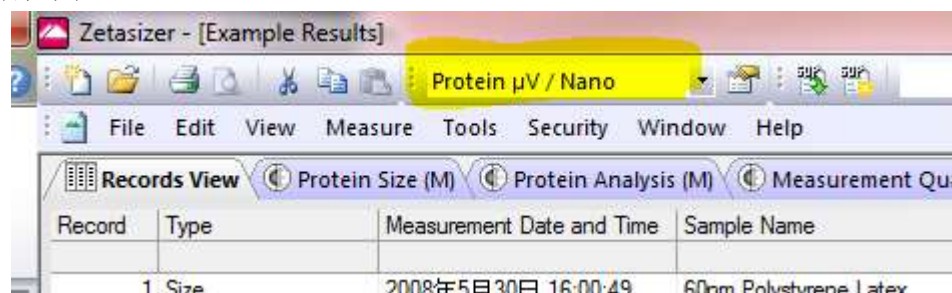 Zetasizer - [Example Results]
Protein µV / Nano
File Edit View Measure Tools Security Window Help
Records View Protein Size (M) Protein Analysis (M) Measurement Qu
Record Type Measurement Date and Time Sample Name
1 Size 2008年5月30日 16:00:49 60nm Polystyrene Latex